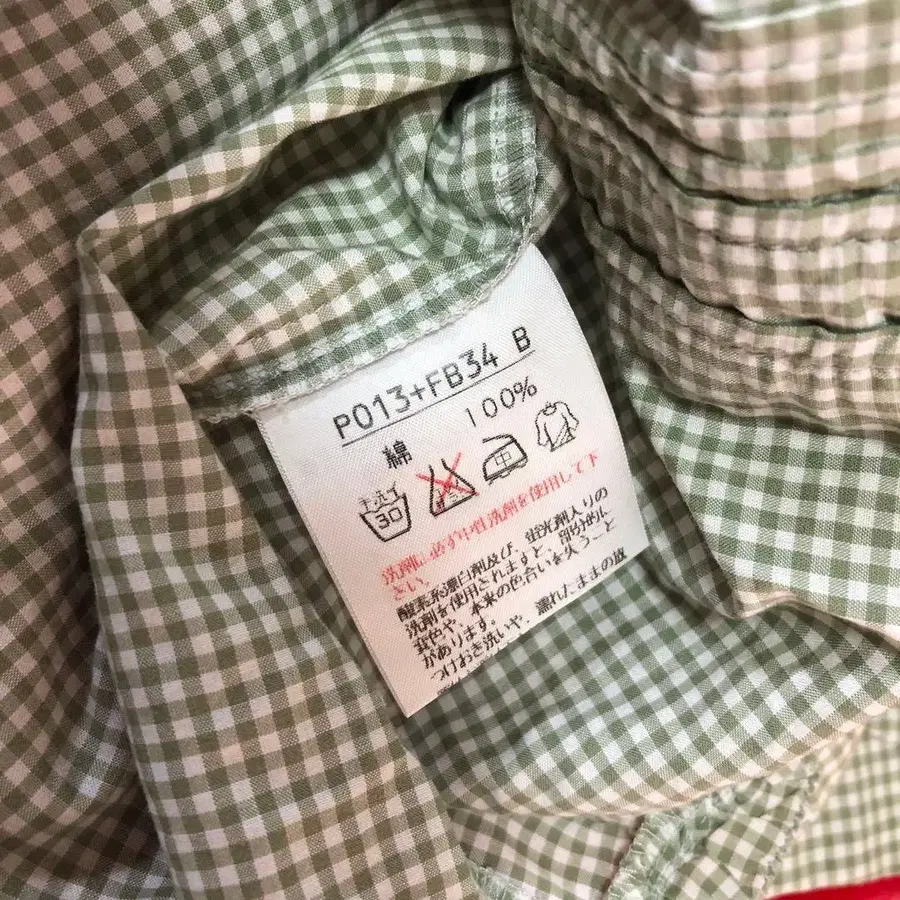 P013+FB34 B
綿 100%
手洗イ
30
中
洗剤は必ず中性洗剤を使用して下
さい。
酸素系漂白剤及び、蛍光剤入りの
洗剤を使用されますと、部分的に
変色や、本来の色合いを失うこと
があります。
つけおき洗いや、濡れたままの放